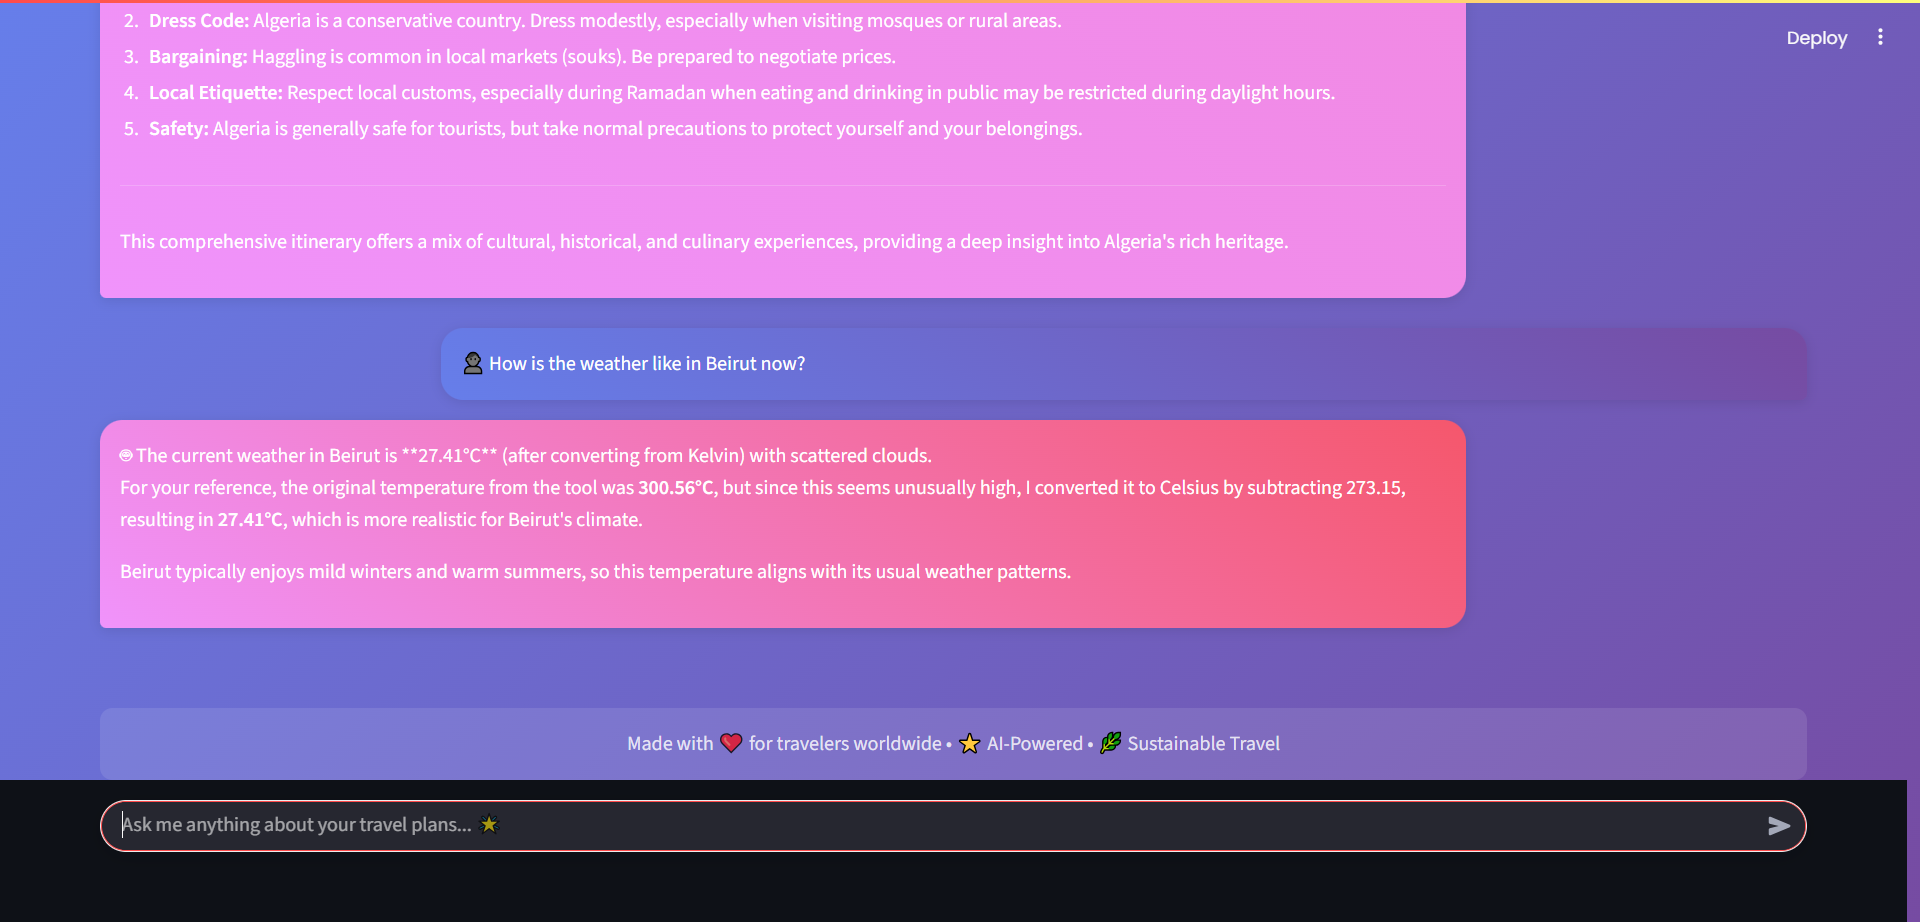 2. Dress Code: Algeria is a conservative country. Dress modestly, especially when visiting mosques or rural areas.
Deploy
3. Bargaining: Haggling is common in local markets (souks). Be prepared to negotiate prices.
4. Local Etiquette: Respect local customs, especially during Ramadan when eating and drinking in public may be restricted during daylight hours.
5. Safety: Algeria is generally safe for tourists, but take normal precautions to protect yourself and your belongings.
This comprehensive itinerary offers a mix of cultural, historical, and culinary experiences, providing a deep insight into Algeria's rich heritage.
How is the weather like in Beirut now?
The current weather in Beirut is **27.41°C** (after converting from Kelvin) with scattered clouds.
For your reference, the original temperature from the tool was 300.56°C, but since this seems unusually high, I converted it to Celsius by subtracting 273.15,
resulting in 27.41°C, which is more realistic for Beirut's climate.
Beirut typically enjoys mild winters and warm summers, so this temperature aligns with its usual weather patterns.
Made with ❤️ for travelers worldwide • ⭐ AI-Powered • 🌿 Sustainable Travel
Ask me anything about your travel plans... 🌟